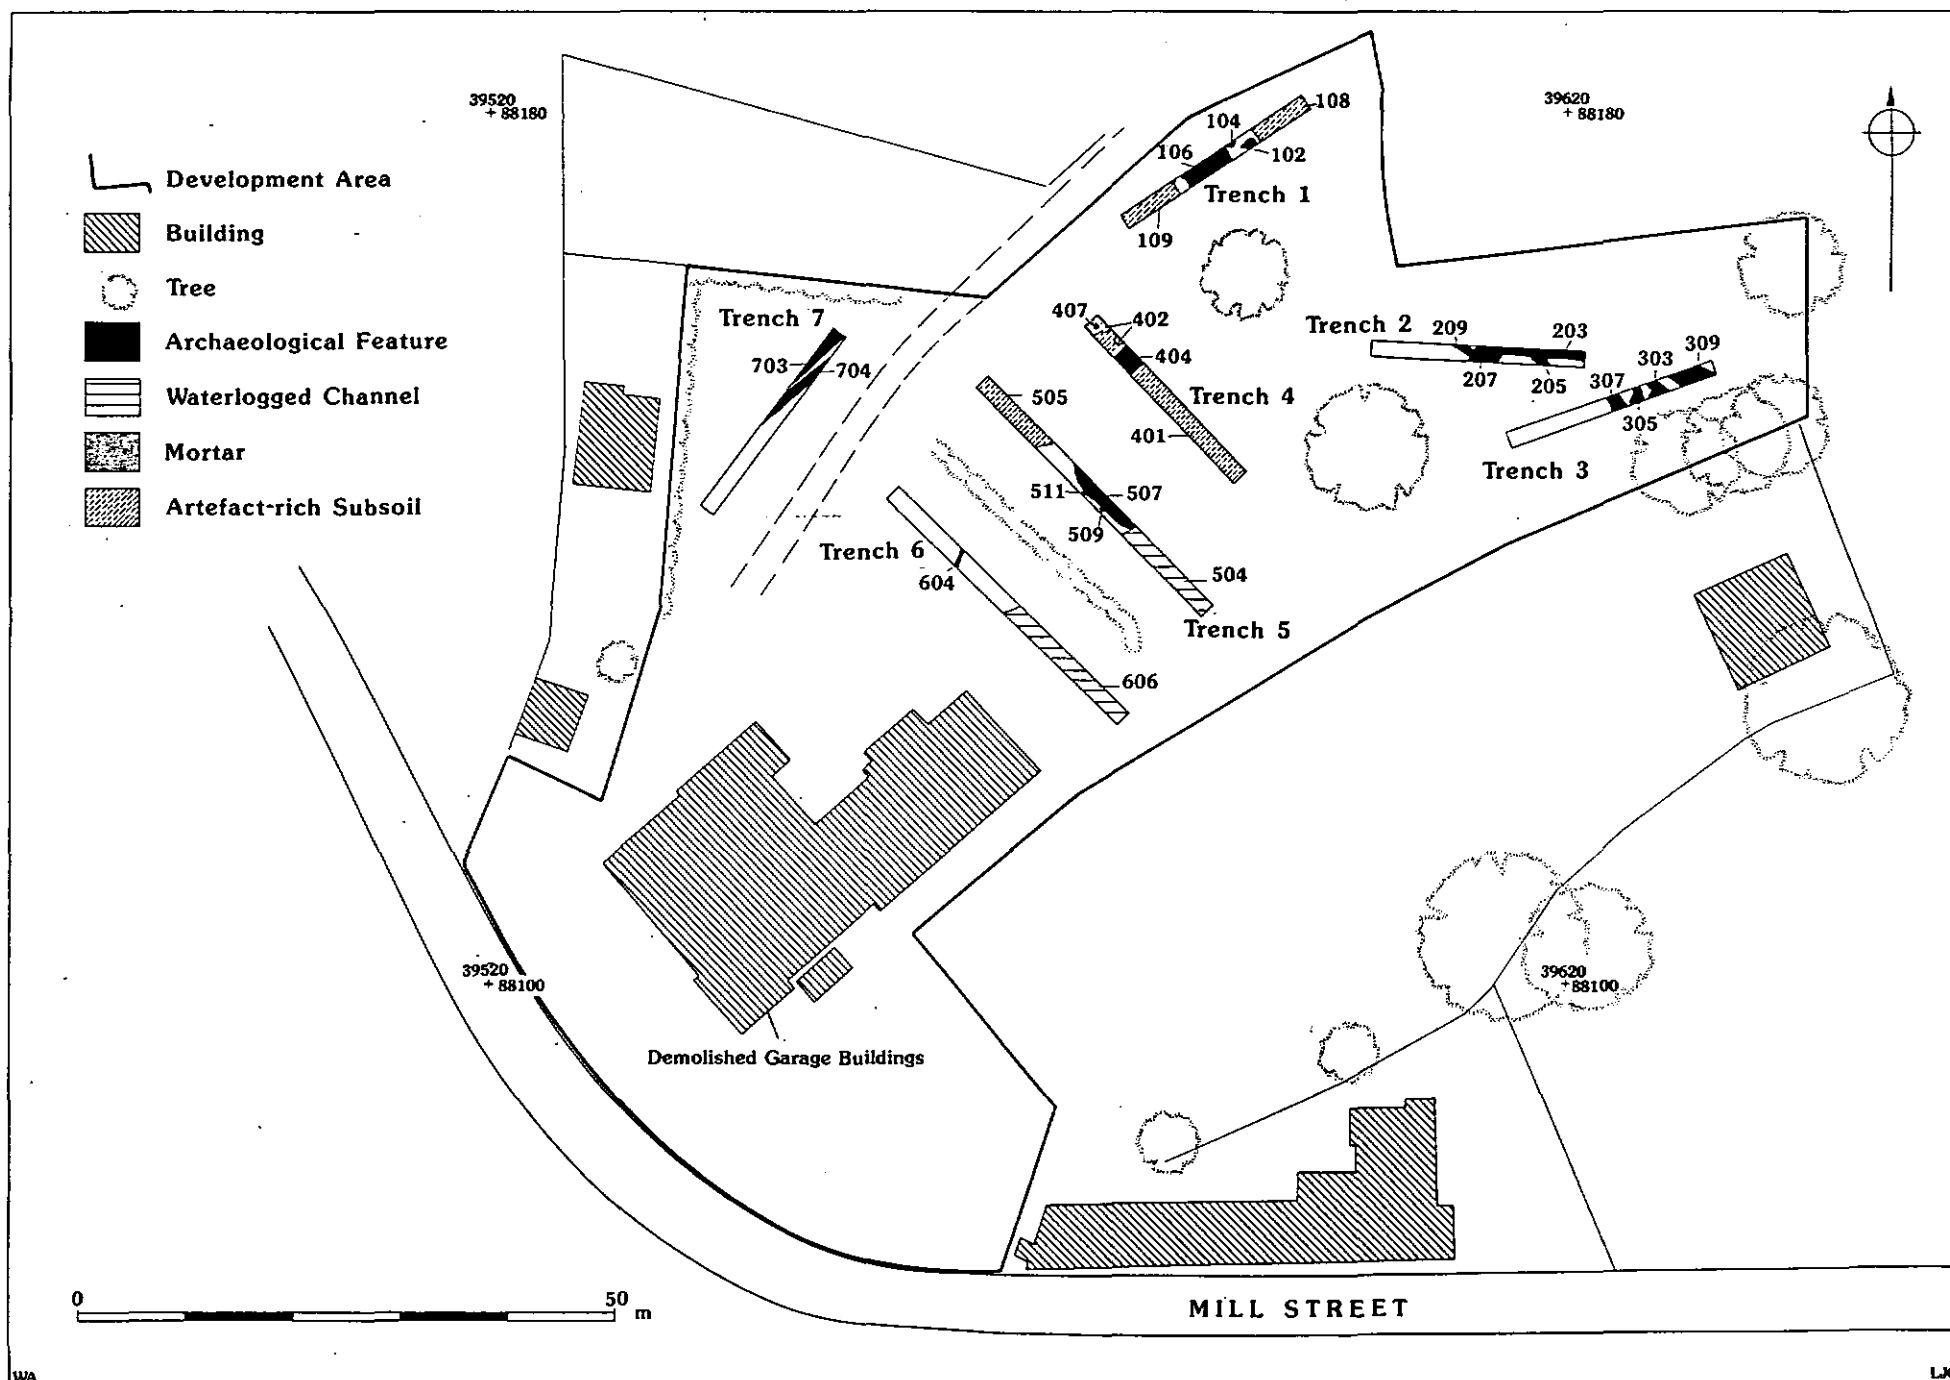 39520
+ 88180
39620
+ 88180
Development Area
Building
Tree
Archaeological Feature
Waterlogged Channel
Mortar
Artefact-rich Subsoil
108
104
102
106
Trench 1
109
Trench 7
703
704
407
402
404
Trench 4
401
Trench 2
209
203
207
205
309
303
307
305
Trench 3
505
511
507
509
504
Trench 5
Trench 6
604
606
39520
+ 88100
39620
+ 88100
Demolished Garage Buildings
0
50
m
MILL STREET
WA